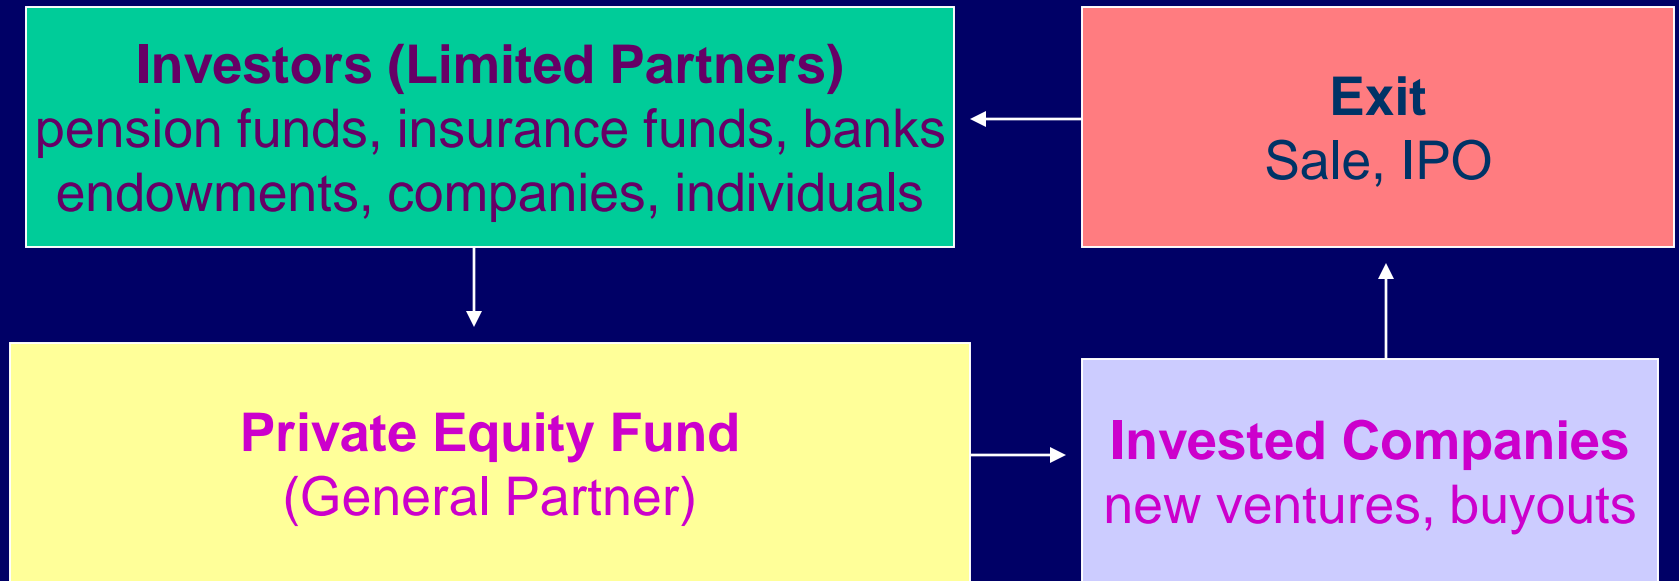 Investors (Limited Partners)
pension funds, insurance funds, banks
endowments, companies, individuals
Exit
Sale, IPO
Private Equity Fund
(General Partner)
Invested Companies
new ventures, buyouts